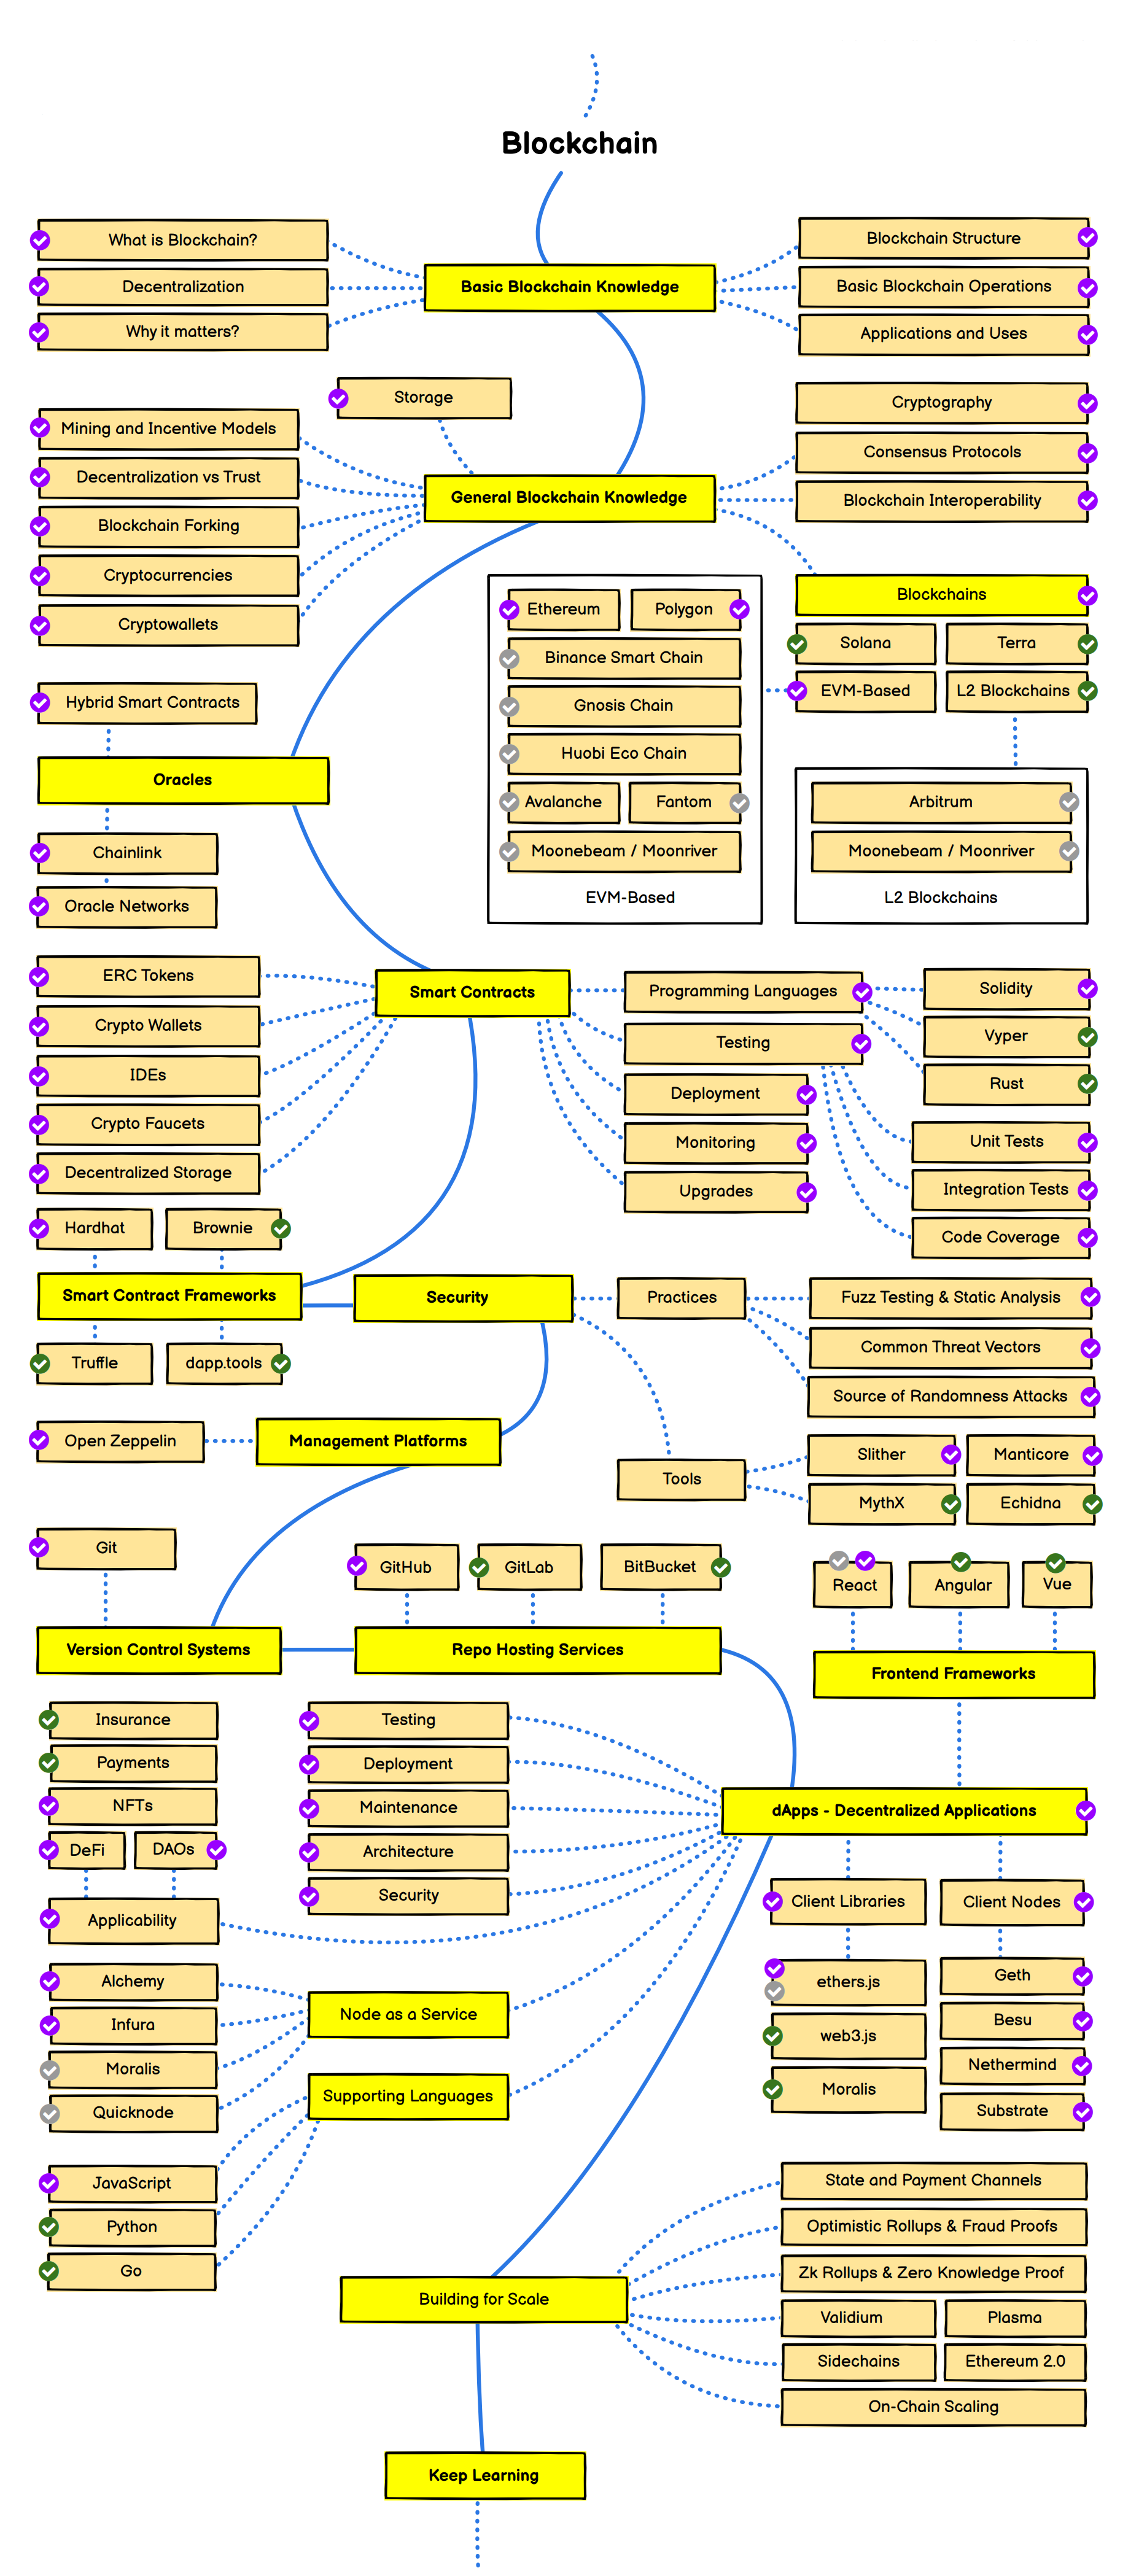 Blockchain
What is Blockchain?
Decentralization
Why it matters?
Basic Blockchain Knowledge
Blockchain Structure
Basic Blockchain Operations
Applications and Uses
Storage
Mining and Incentive Models
Decentralization vs Trust
Blockchain Forking
Cryptocurrencies
Cryptowallets
General Blockchain Knowledge
Cryptography
Consensus Protocols
Blockchain Interoperability
Blockchains
Solana
Terra
EVM-Based
L2 Blockchains
Ethereum
Polygon
Binance Smart Chain
Gnosis Chain
Huobi Eco Chain
Avalanche
Fantom
Moonebeam / Moonriver
EVM-Based
Arbitrum
Moonebeam / Moonriver
L2 Blockchains
Hybrid Smart Contracts
Oracles
Chainlink
Oracle Networks
ERC Tokens
Crypto Wallets
IDEs
Crypto Faucets
Decentralized Storage
Smart Contracts
Programming Languages
Testing
Deployment
Monitoring
Upgrades
Solidity
Vyper
Rust
Unit Tests
Integration Tests
Code Coverage
Hardhat
Brownie
Smart Contract Frameworks
Truffle
dapp.tools
Security
Practices
Fuzz Testing & Static Analysis
Common Threat Vectors
Source of Randomness Attacks
Tools
Slither
Manticore
MythX
Echidna
Open Zeppelin
Management Platforms
Git
Version Control Systems
GitHub
GitLab
BitBucket
Repo Hosting Services
React
Angular
Vue
Frontend Frameworks
Insurance
Payments
NFTs
DeFi
DAOs
Applicability
Testing
Deployment
Maintenance
Architecture
Security
dApps - Decentralized Applications
Client Libraries
Client Nodes
ethers.js
web3.js
Moralis
Geth
Besu
Nethermind
Substrate
Alchemy
Infura
Moralis
Quicknode
Node as a Service
Supporting Languages
JavaScript
Python
Go
Building for Scale
State and Payment Channels
Optimistic Rollups & Fraud Proofs
Zk Rollups & Zero Knowledge Proof
Validium
Plasma
Sidechains
Ethereum 2.0
On-Chain Scaling
Keep Learning